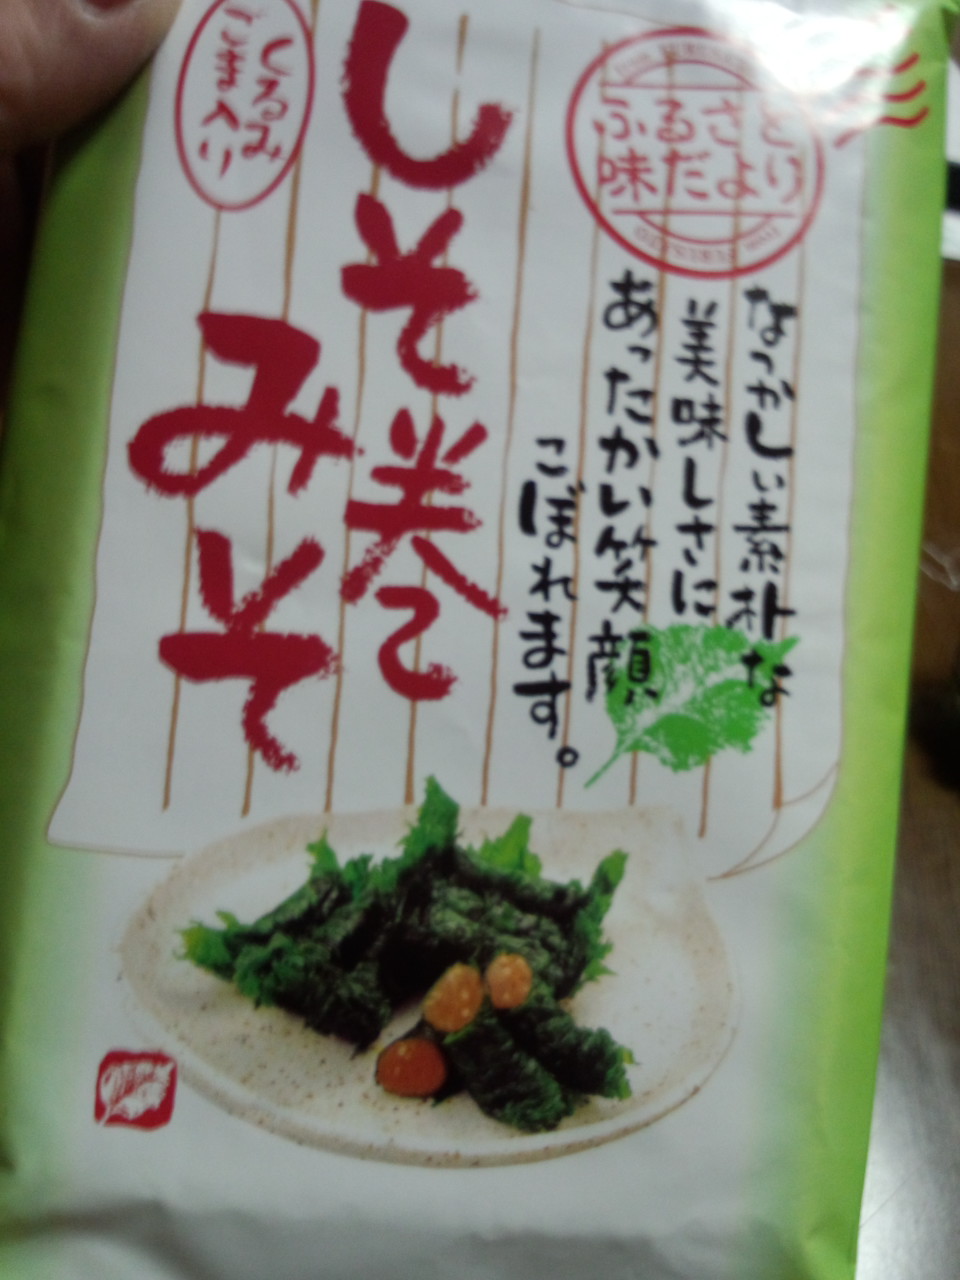 ふるさと
味だより
なつかしい素朴な
美味しさに
あったかい笑顔
こぼれます。
しそ巻
みそ
くるみ
ごま入り